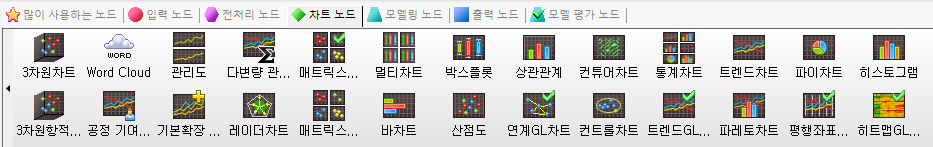 많이 사용하는 노드 입력 노드 전처리 노드 차트 노드 모델링 노드 출력 노드 모델 평가 노드
WORD
3차원차트 Word Cloud 관리도 다변량 관... 매트릭스... 멀티차트 박스플롯 상관관계 컨튜어차트 통계차트 트렌드차트 파이차트 히스토그램
3차원항적... 공정 기여... 기본확장 ... 레이더차트 매트릭스... 바차트 산점도 연계GL차트 컨트롤차트 트렌드GL... 파레토차트 평행좌표... 히트맵GL...